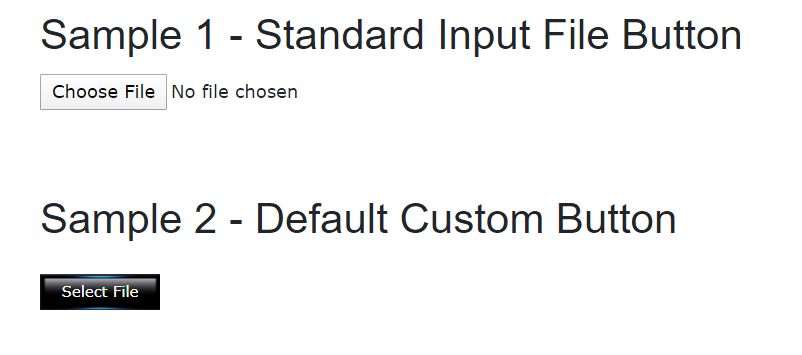 Sample 1 - Standard Input File Button
Choose File No file chosen
Sample 2 - Default Custom Button
Select File